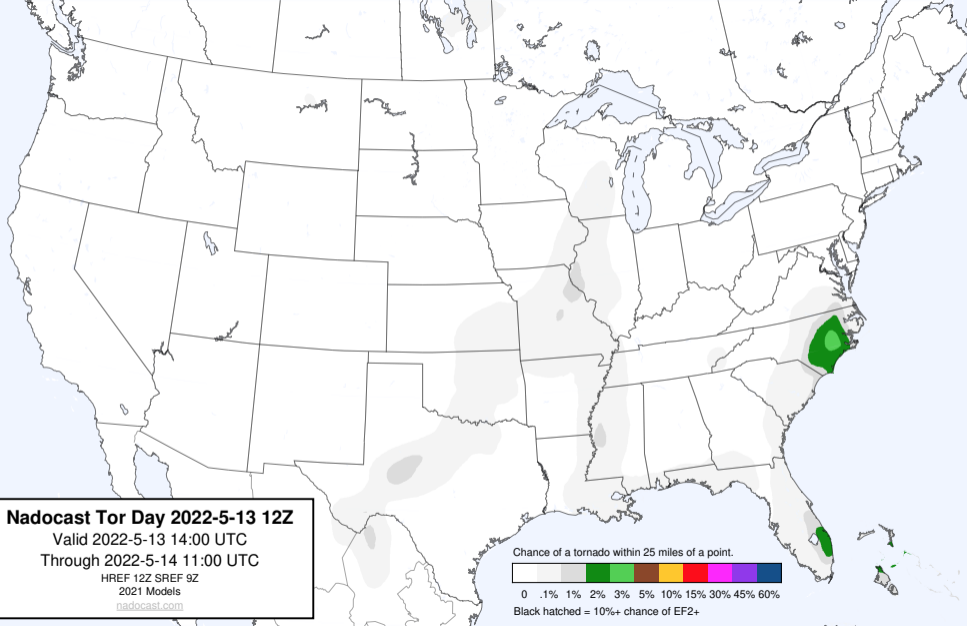 Nadocast Tor Day 2022-5-13 12Z
Valid 2022-5-13 14:00 UTC
Through 2022-5-14 11:00 UTC
HREF 12Z SREF 9Z
2021 Models
nadocast.com
Chance of a tornado within 25 miles of a point.
0 .1% 1% 2% 3% 5% 10% 15% 30% 45% 60%
Black hatched = 10%+ chance of EF2+